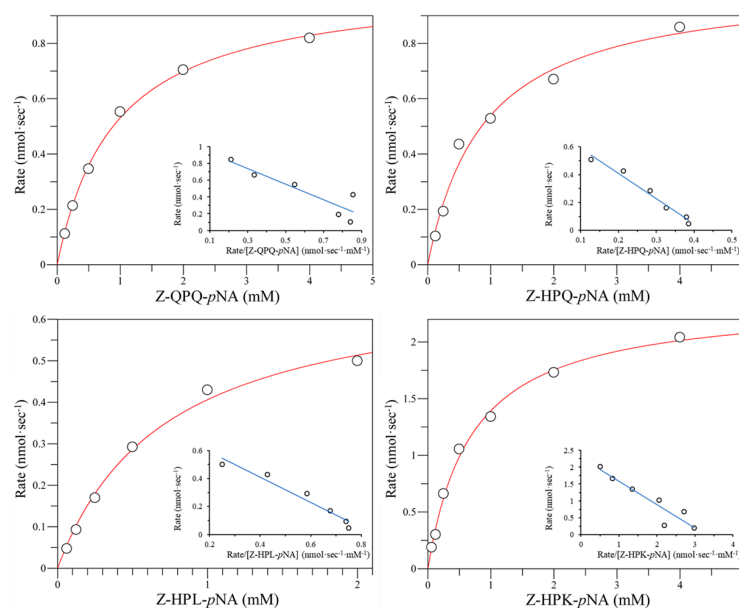 0.8
0.6
0.4
0.2
0
Rate (nmol·sec⁻¹)
0 1 2 3 4 5
Z-QPQ-pNA (mM)
1
0.8
0.6
0.4
0.2
0
Rate (nmol·sec⁻¹)
0.1 0.3 0.5 0.7 0.9
Rate/[Z-QPQ-pNA] (nmol·sec⁻¹·mM⁻¹)
0.8
0.6
0.4
0.2
0
Rate (nmol·sec⁻¹)
0 2 4
Z-HPQ-pNA (mM)
0.6
0.4
0.2
0
Rate (nmol·sec⁻¹)
0.1 0.2 0.3 0.4 0.5
Rate/[Z-HPQ-pNA] (nmol·sec⁻¹·mM⁻¹)
0.6
0.5
0.4
0.3
0.2
0.1
0
Rate (nmol·sec⁻¹)
0 1 2
Z-HPL-pNA (mM)
0.6
0.4
0.2
0
Rate (nmol·sec⁻¹)
0.2 0.4 0.6 0.8
Rate/[Z-HPL-pNA] (nmol·sec⁻¹·mM⁻¹)
2
1.5
1
0.5
0
Rate (nmol·sec⁻¹)
0 2 4
Z-HPK-pNA (mM)
2.5
2
1.5
1
0.5
0
Rate (nmol·sec⁻¹)
0 1 2 3 4
Rate/[Z-HPK-pNA] (nmol·sec⁻¹·mM⁻¹)